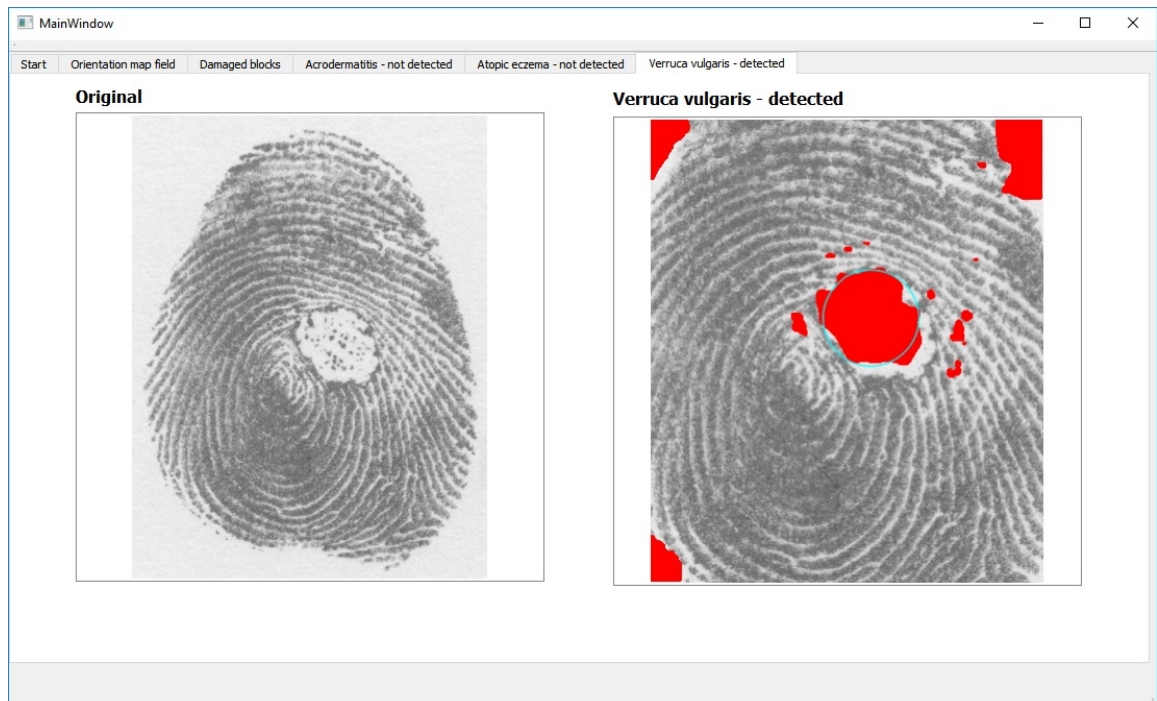 MainWindow
Start Orientation map field Damaged blocks Acrodermatitis - not detected Atopic eczema - not detected Verruca vulgaris - detected
Original
Verruca vulgaris - detected